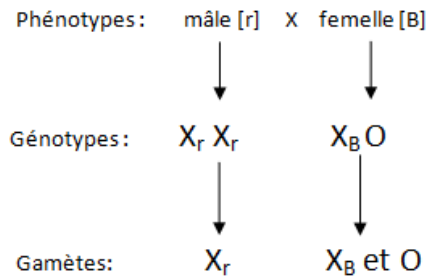 Phénotypes: mâle [r] X femelle [B]
Génotypes: Xr Xr XB O
Gamètes: Xr XB et O